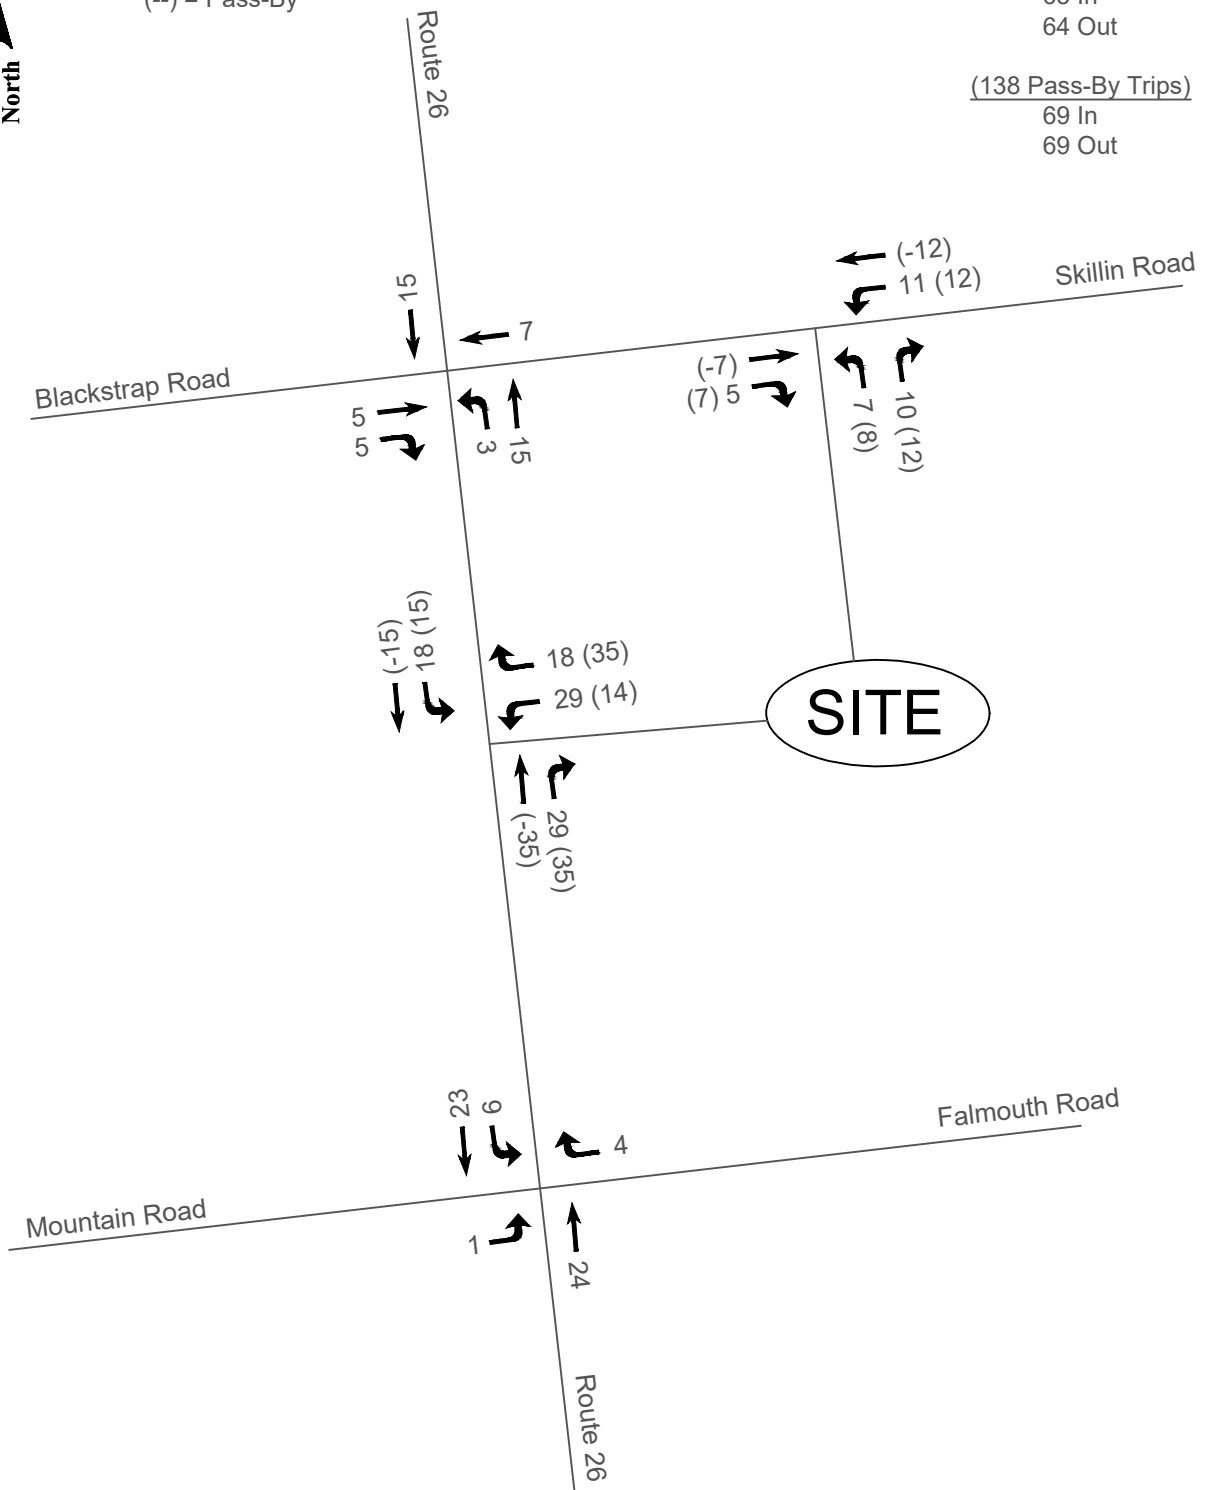 (--) = Pass-By
64 Out
(138 Pass-By Trips)
69 In
69 Out
North
Route 26
(-12)
11 (12)
Skillin Road
15
7
Blackstrap Road
5
5
3
15
(-7)
(7) 5
7 (8)
10 (12)
(-15)
18 (15)
18 (35)
29 (14)
SITE
(-35)
29 (35)
23
6
4
Falmouth Road
Mountain Road
1
24
Route 26